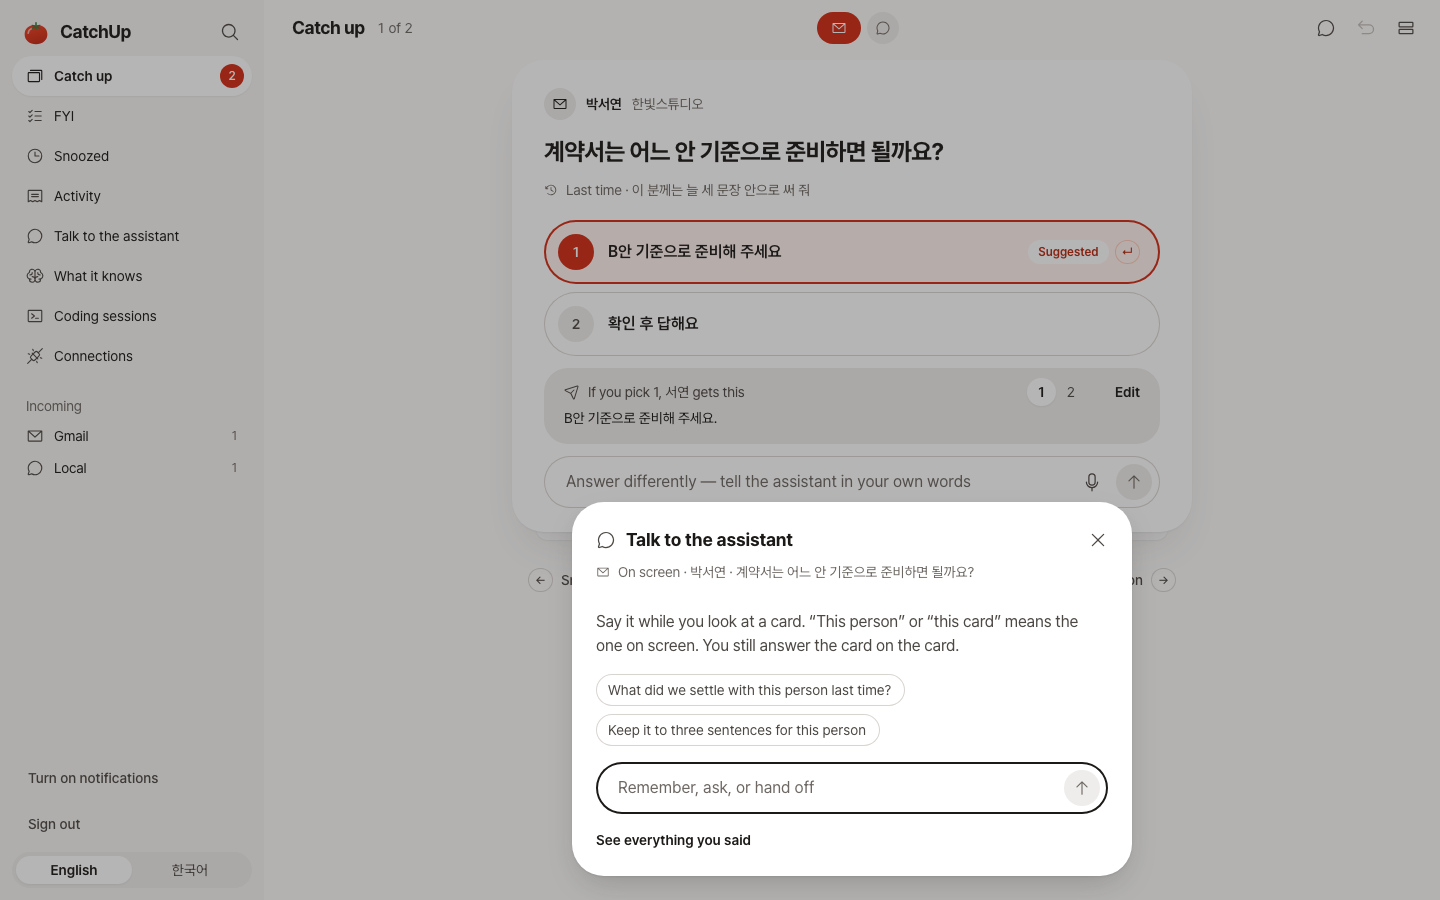 CatchUp
Catch up 2
FYI
Snoozed
Activity
Talk to the assistant
What it knows
Coding sessions
Connections
Incoming
Gmail 1
Local 1
Turn on notifications
Sign out
English 한국어
Catch up 1 of 2
박서연 한빛스튜디오
계약서는 어느 안 기준으로 준비하면 될까요?
Last time · 이 분께는 늘 세 문장 안으로 써 줘
1 B안 기준으로 준비해 주세요 Suggested
2 확인 후 답해요
If you pick 1, 서연 gets this 1 2 Edit
B안 기준으로 준비해 주세요.
Answer differently — tell the assistant in your own words
Talk to the assistant
On screen · 박서연 · 계약서는 어느 안 기준으로 준비하면 될까요?
Say it while you look at a card. “This person” or “this card” means the
one on screen. You still answer the card on the card.
What did we settle with this person last time?
Keep it to three sentences for this person
Remember, ask, or hand off
See everything you said